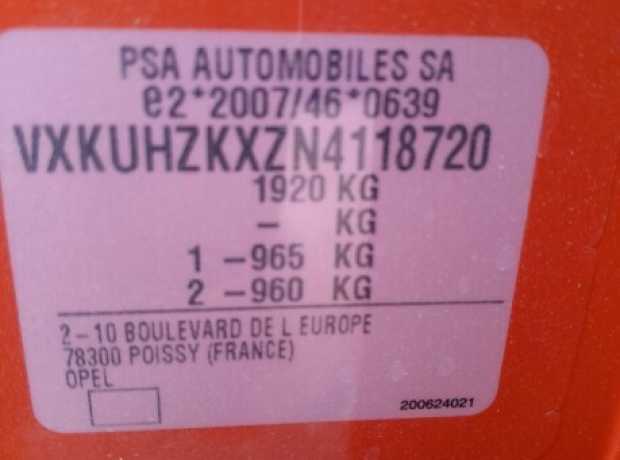 PSA AUTOMOBILES SA
e2*2007/46*0639
VXKUHZKXZN4118720
1920 KG
- KG
1 -965 KG
2 -960 KG
2-10 BOULEVARD DE L EUROPE
78300 POISSY (FRANCE)
OPEL
200624021